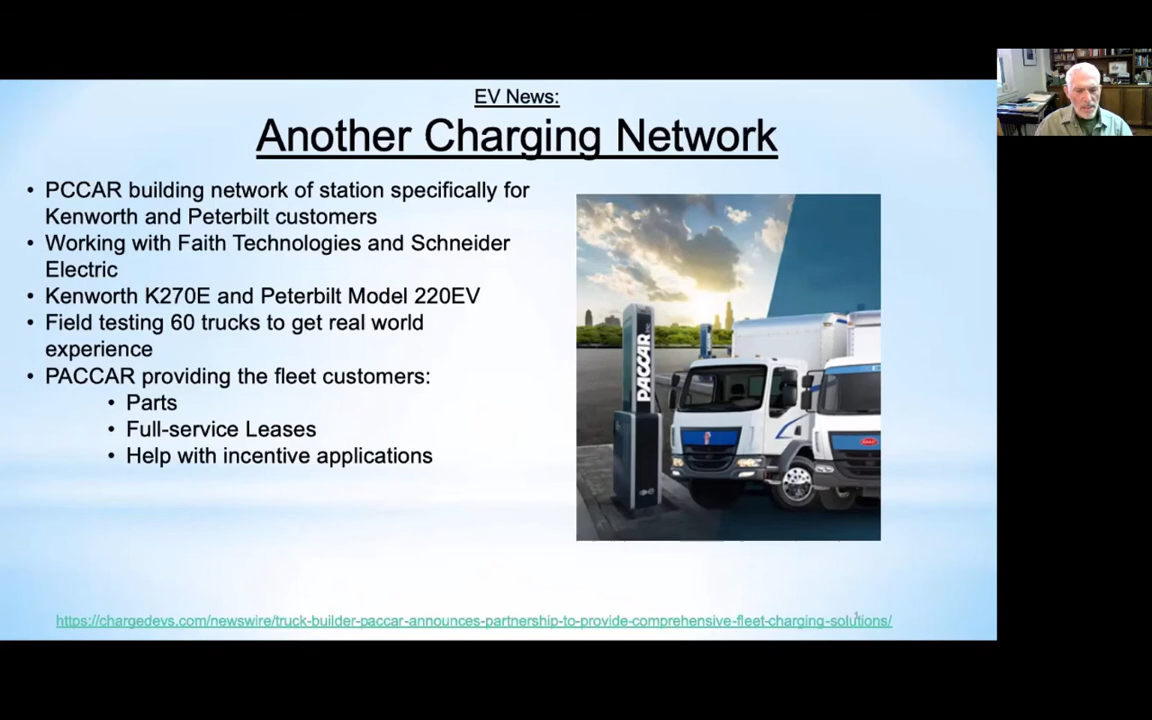 EV News:
Another Charging Network
• PCCAR building network of station specifically for
Kenworth and Peterbilt customers
• Working with Faith Technologies and Schneider
Electric
• Kenworth K270E and Peterbilt Model 220EV
• Field testing 60 trucks to get real world
experience
• PACCAR providing the fleet customers:
• Parts
• Full-service Leases
• Help with incentive applications
PACCAR
https://chargedevs.com/newswire/truck-builder-paccar-announces-partnership-to-provide-comprehensive-fleet-charging-solutions/
1